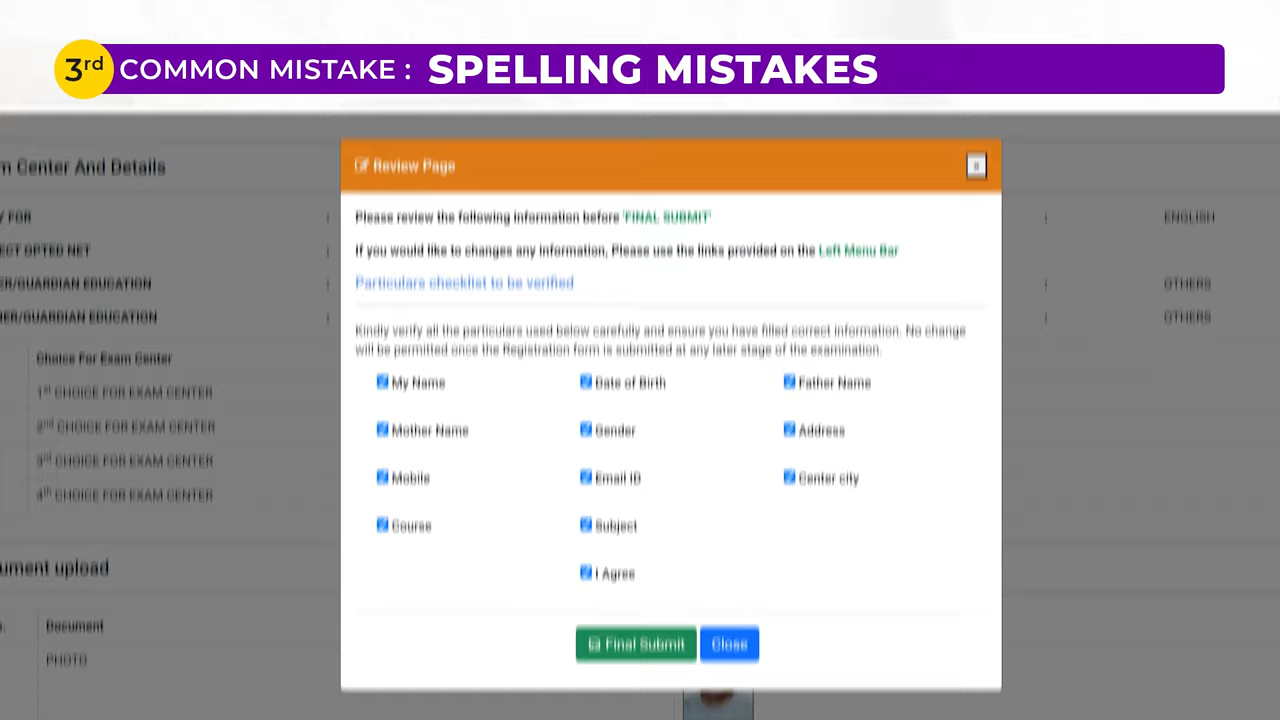 3rd COMMON MISTAKE : SPELLING MISTAKES
m Center And Details
Review Page
Y FOR : : ENGLISH
Please review the following information before 'FINAL SUBMIT'
ECT OPTED NET :
If you would like to changes any information, Please use the links provided on the Left Menu Bar
ER/GUARDIAN EDUCATION : : OTHERS
Particulars checklist to be verified
HER/GUARDIAN EDUCATION : : OTHERS
Kindly verify all the particulars used below carefully and ensure you have filled correct information. No change
will be permitted once the Registration form is submitted at any later stage of the examination.
Choice For Exam Center
1st CHOICE FOR EXAM CENTER
2nd CHOICE FOR EXAM CENTER
3rd CHOICE FOR EXAM CENTER
4th CHOICE FOR EXAM CENTER
My Name Date of Birth Father Name
Mother Name Gender Address
Mobile Email ID Center city
Course Subject
I Agree
ument upload
Document
PHOTO
Final Submit Close